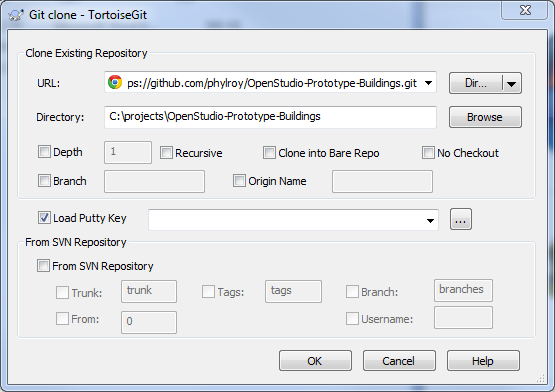 Git clone - TortoiseGit
Clone Existing Repository
URL: ps://github.com/phylroy/OpenStudio-Prototype-Buildings.git Dir...
Directory: C:\projects\OpenStudio-Prototype-Buildings Browse
Depth 1 Recursive Clone into Bare Repo No Checkout
Branch Origin Name
Load Putty Key ...
From SVN Repository
From SVN Repository
Trunk: trunk Tags: tags Branch: branches
From: 0 Username:
OK Cancel Help